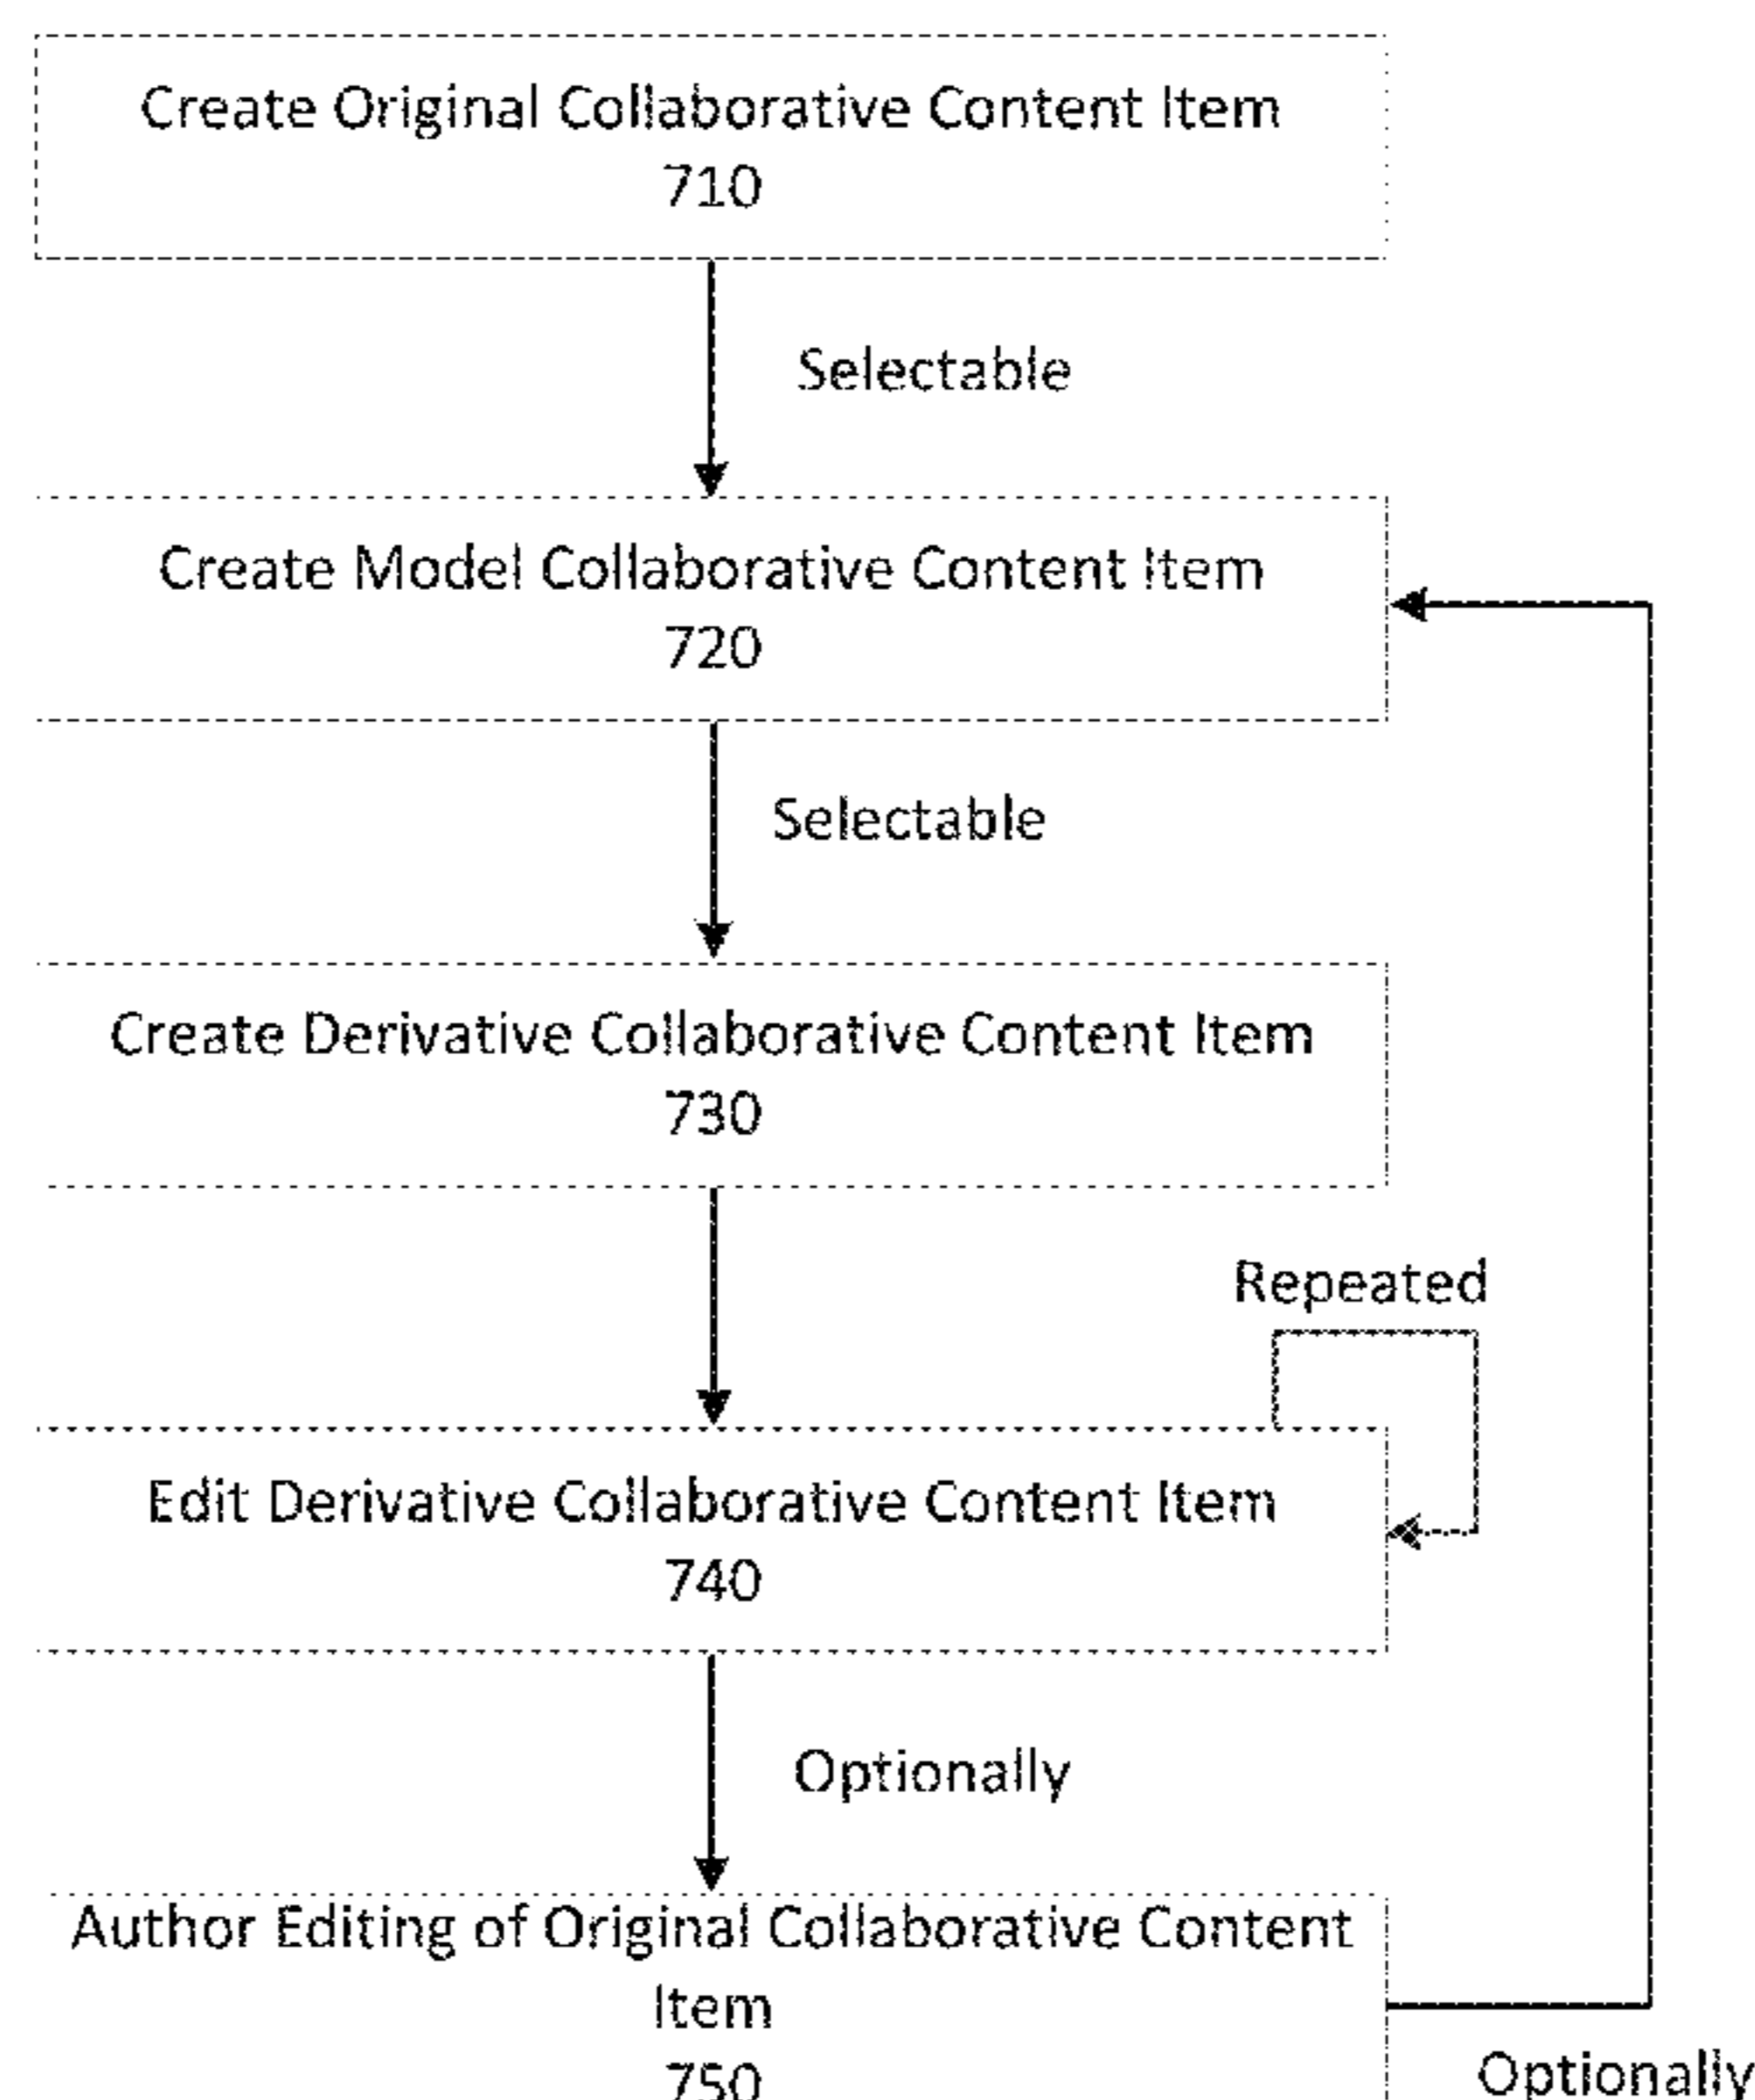 Create Original Collaborative Content Item
710
Selectable
Create Model Collaborative Content Item
720
Selectable
Create Derivative Collaborative Content Item
730
Repeated
Edit Derivative Collaborative Content Item
740
Optionally
Author Editing of Original Collaborative Content
Item
750
Optionally